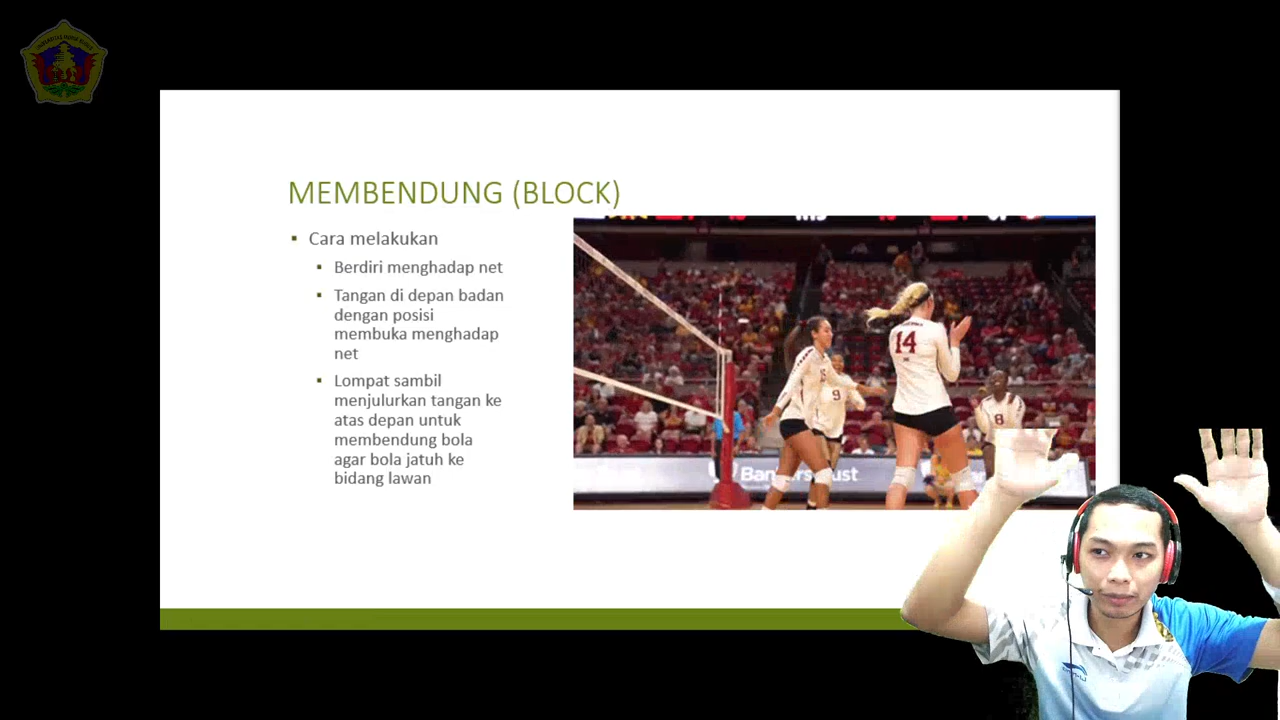 MEMBENDUNG (BLOCK)
▪ Cara melakukan
▪ Berdiri menghadap net
▪ Tangan di depan badan
dengan posisi
membuka menghadap
net
▪ Lompat sambil
menjulurkan tangan ke
atas depan untuk
membendung bola
agar bola jatuh ke
bidang lawan
14
9
8